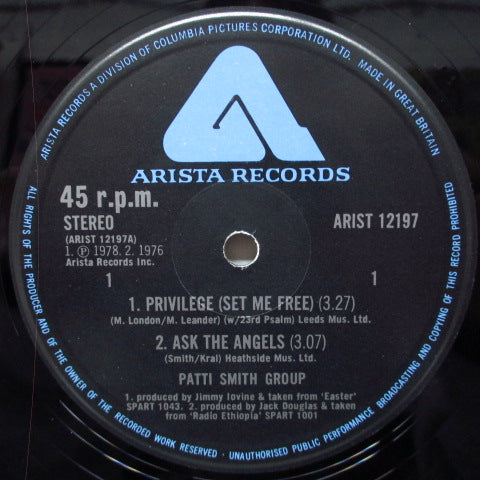 ARISTA RECORDS A DIVISION OF COLUMBIA PICTURES CORPORATION LTD. MADE IN GREAT BRITAIN
ARISTA RECORDS
45 r.p.m.
STEREO
(ARIST 12197A)
1. ℗ 1978. 2. 1976
Arista Records Inc.
ARIST 12197
1
1
1. PRIVILEGE (SET ME FREE) (3.27)
(M. London/M. Leander) (w/23rd Psalm) Leeds Mus. Ltd.
2. ASK THE ANGELS (3.07)
(Smith/Kral) Heathside Mus. Ltd.
PATTI SMITH GROUP
1. produced by Jimmy Iovine & taken from 'Easter'
SPART 1043. 2. produced by Jack Douglas & taken
from 'Radio Ethiopia' SPART 1001
ALL RIGHTS OF THE PRODUCER AND OF THE OWNER OF THE RECORDED WORK RESERVED · UNAUTHORISED PUBLIC PERFORMANCE BROADCASTING AND COPYING OF THIS RECORD PROHIBITED